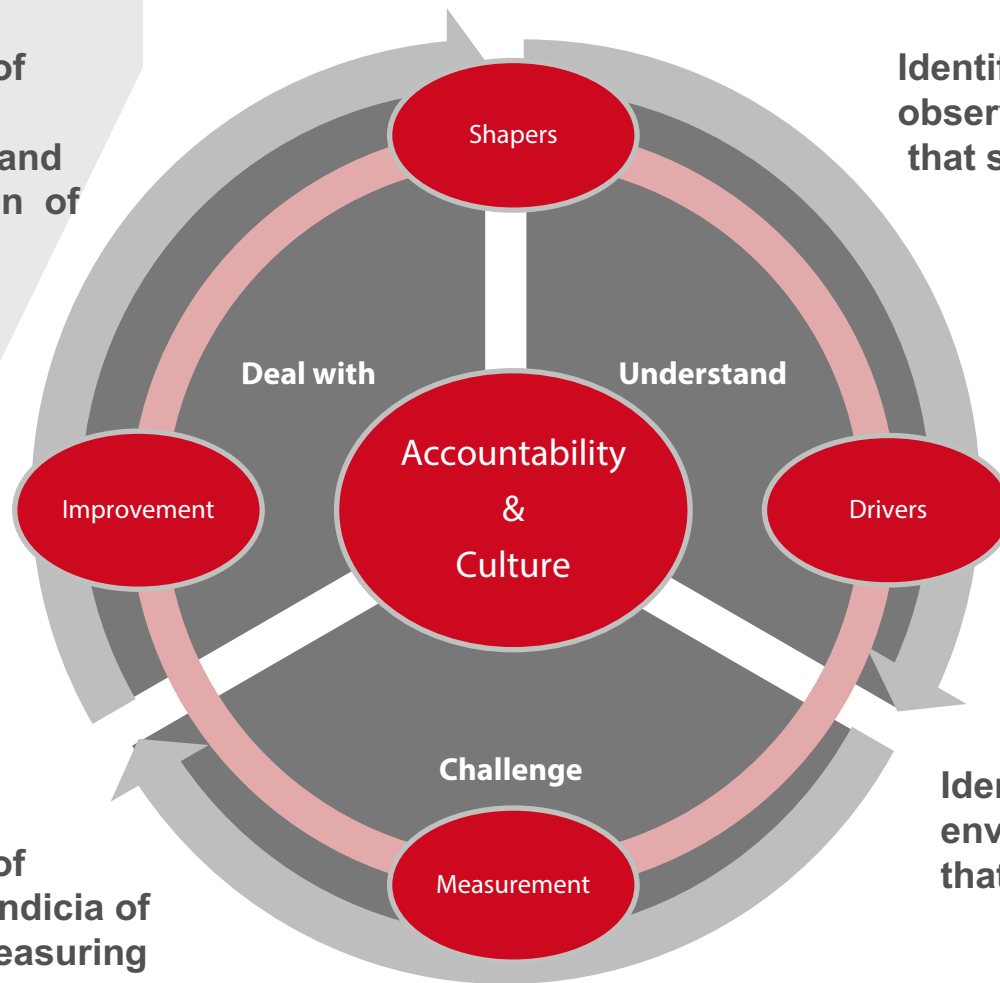 of
and
of
Identif
obser
that s
Shapers
Deal with
Understand
Accountability
&
Culture
Improvement
Drivers
Challenge
Measurement
Iden
env
that
of
ndicia of
easuring